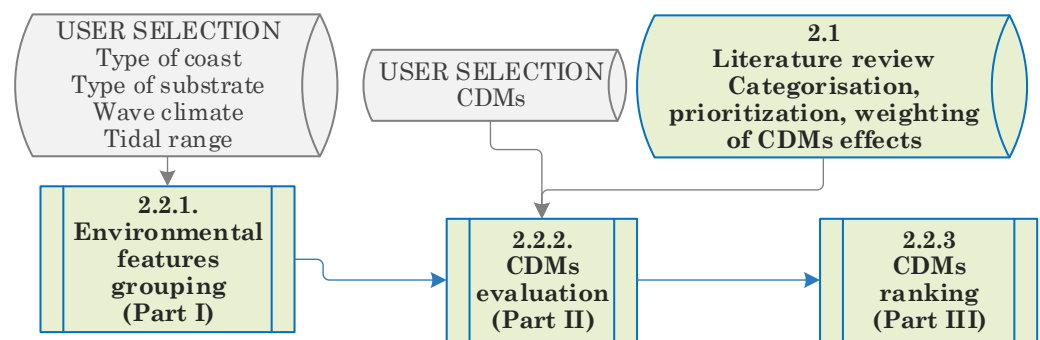 USER SELECTION
Type of coast
Type of substrate
Wave climate
Tidal range
USER SELECTION
CDMs
2.1
Literature review
Categorisation,
prioritization, weighting
of CDMs effects
2.2.1.
Environmental
features
grouping
(Part I)
2.2.2.
CDMs
evaluation
(Part II)
2.2.3
CDMs
ranking
(Part III)